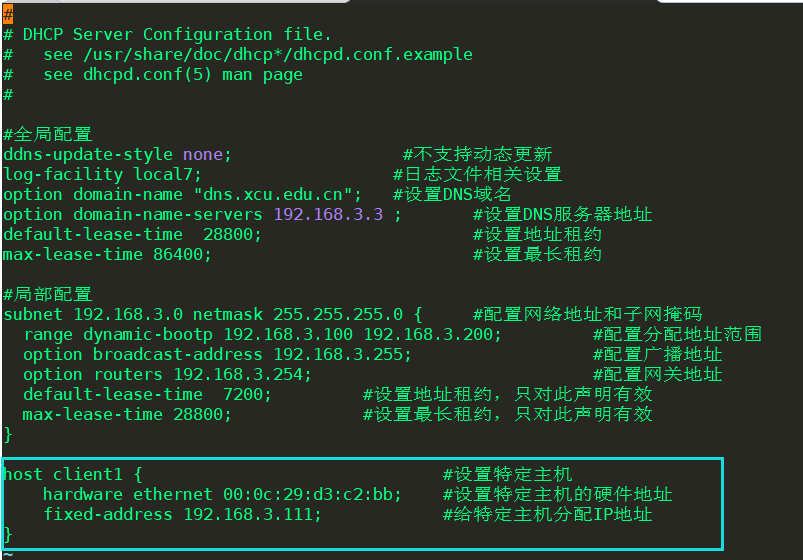 #
# DHCP Server Configuration file.
#   see /usr/share/doc/dhcp*/dhcpd.conf.example
#   see dhcpd.conf(5) man page
#
#全局配置
ddns-update-style none;                 #不支持动态更新
log-facility local7;                   #日志文件相关设置
option domain-name "dns.xcu.edu.cn";   #设置DNS域名
option domain-name-servers 192.168.3.3 ;       #设置DNS服务器地址
default-lease-time  28800;                     #设置地址租约
max-lease-time 86400;                          #设置最长租约
#局部配置
subnet 192.168.3.0 netmask 255.255.255.0 {     #配置网络地址和子网掩码
  range dynamic-bootp 192.168.3.100 192.168.3.200;         #配置分配地址范围
  option broadcast-address 192.168.3.255;                  #配置广播地址
  option routers 192.168.3.254;                            #配置网关地址
  default-lease-time  7200;         #设置地址租约，只对此声明有效
  max-lease-time 28800;             #设置最长租约，只对此声明有效
}
host client1 {                              #设置特定主机
    hardware ethernet 00:0c:29:d3:c2:bb;    #设置特定主机的硬件地址
    fixed-address 192.168.3.111;            #给特定主机分配IP地址
}
~